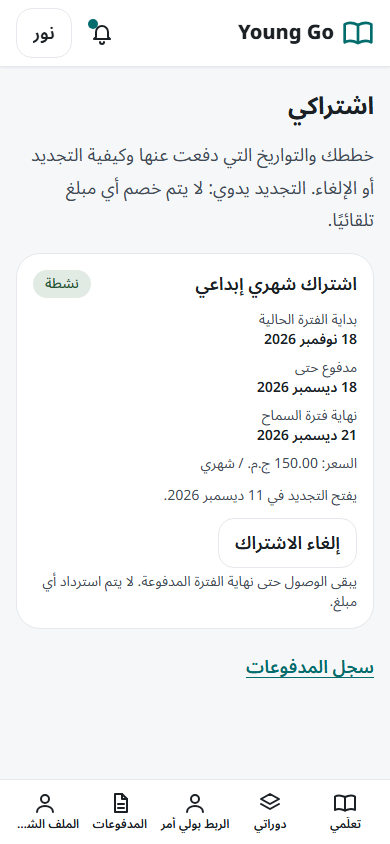 Young Go
نور
اشتراكي
خططك والتواريخ التي دفعت عنها وكيفية التجديد
أو الإلغاء. التجديد يدوي: لا يتم خصم أي مبلغ
تلقائيًا.
اشتراك شهري إبداعي
نشطة
بداية الفترة الحالية
18 نوفمبر 2026
مدفوع حتى
18 ديسمبر 2026
نهاية فترة السماح
21 ديسمبر 2026
السعر: 150.00 ج.م. / شهري
يفتح التجديد في 11 ديسمبر 2026.
إلغاء الاشتراك
يبقى الوصول حتى نهاية الفترة المدفوعة. لا يتم استرداد أي
مبلغ.
سجل المدفوعات
تعلّمي
دوراتي
الربط بولي أمر
المدفوعات
الملف الشـ...